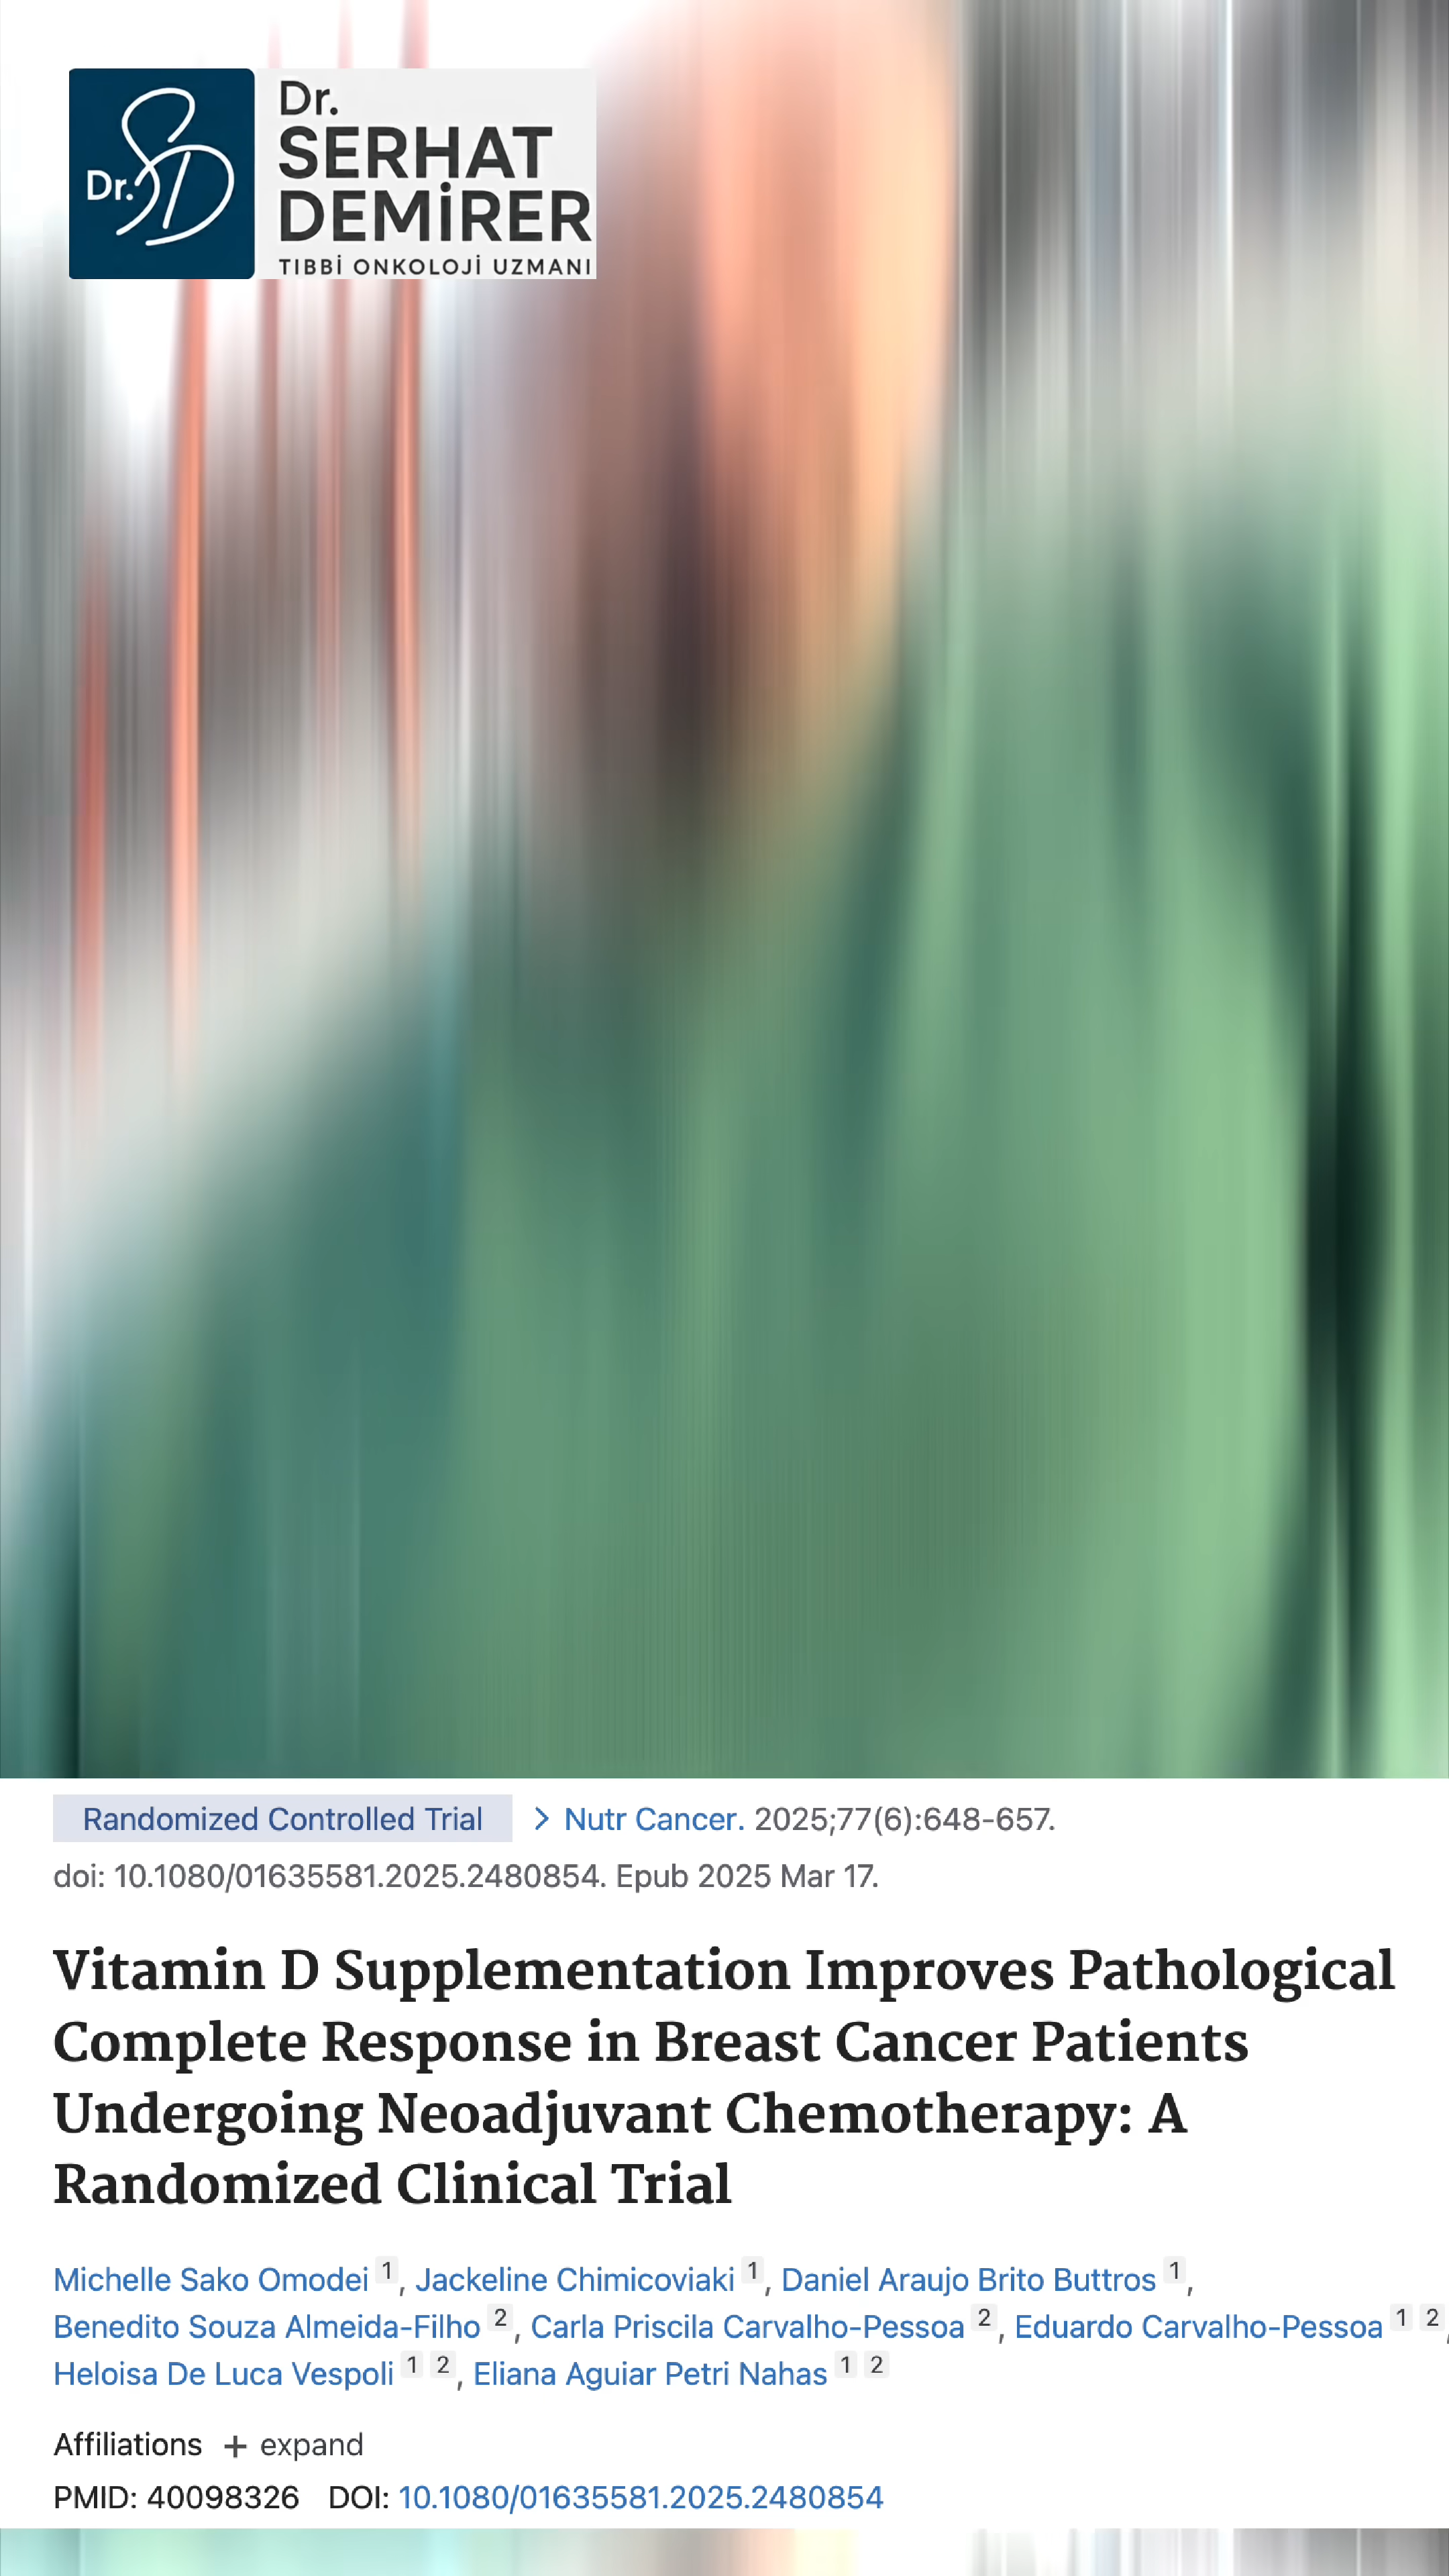 Dr.
Dr.
SERHAT
DEMİRER
TIBBİ ONKOLOJİ UZMANI
Randomized Controlled Trial > Nutr Cancer. 2025;77(6):648-657.
doi: 10.1080/01635581.2025.2480854. Epub 2025 Mar 17.
Vitamin D Supplementation Improves Pathological
Complete Response in Breast Cancer Patients
Undergoing Neoadjuvant Chemotherapy: A
Randomized Clinical Trial
Michelle Sako Omodei 1, Jackeline Chimicoviaki 1, Daniel Araujo Brito Buttros 1,
Benedito Souza Almeida-Filho 2, Carla Priscila Carvalho-Pessoa 2, Eduardo Carvalho-Pessoa 1 2,
Heloisa De Luca Vespoli 1 2, Eliana Aguiar Petri Nahas 1 2
Affiliations + expand
PMID: 40098326 DOI: 10.1080/01635581.2025.2480854